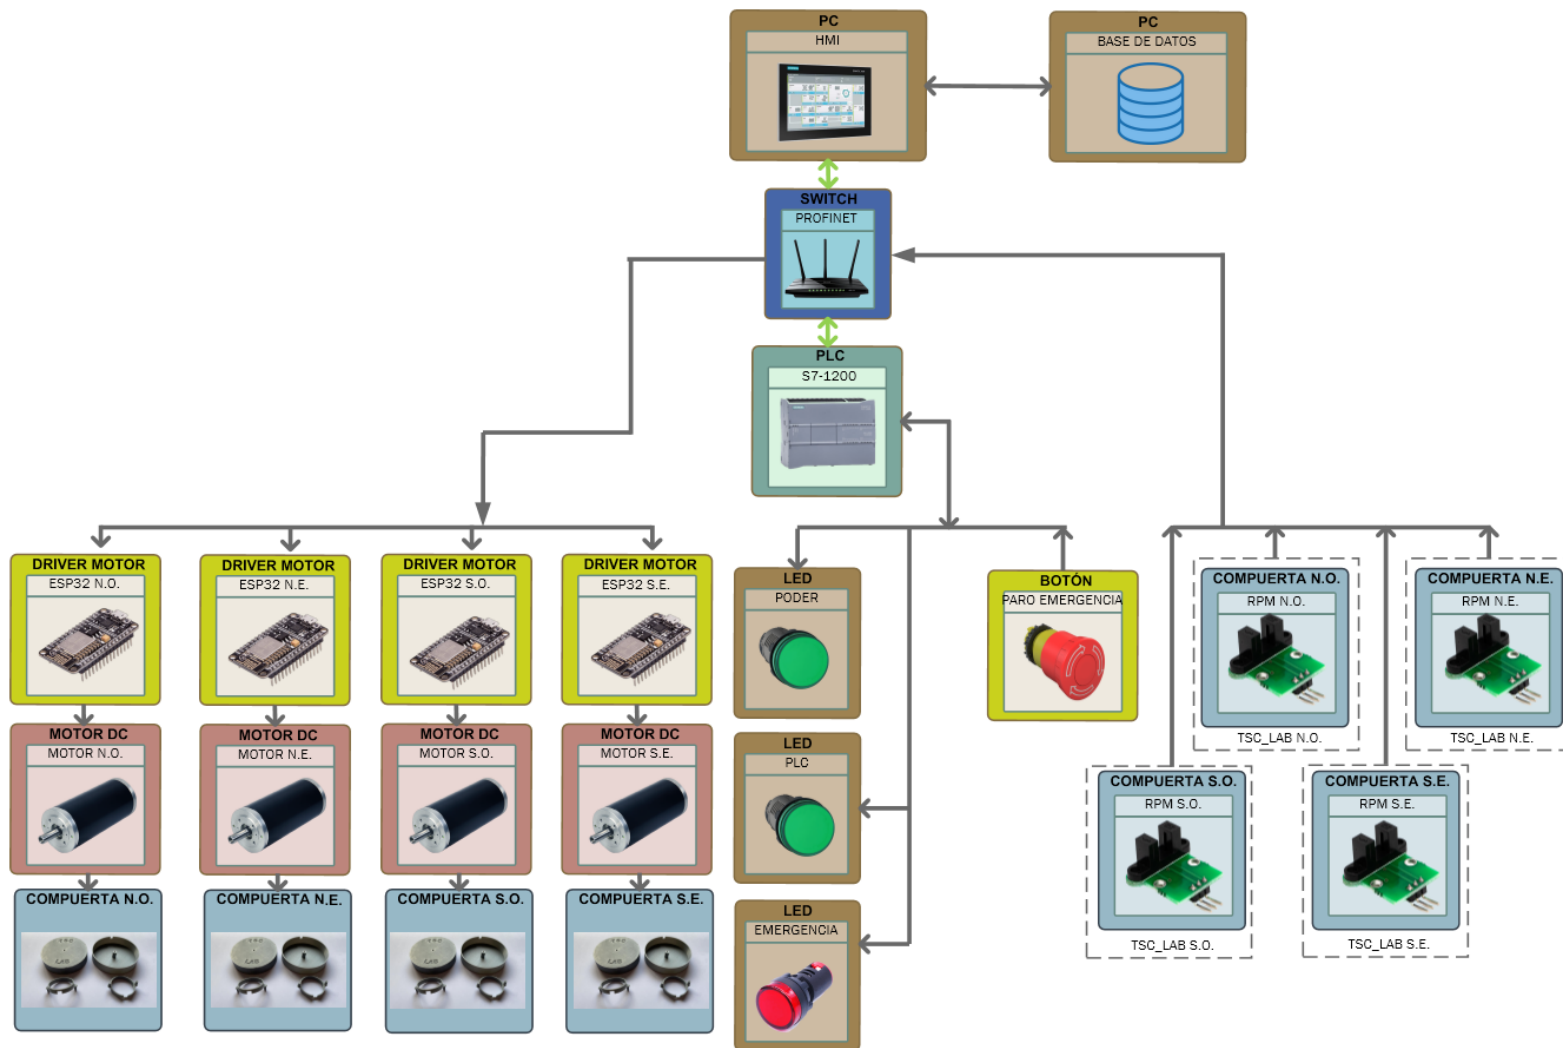 PC
HMI
PC
BASE DE DATOS
SWITCH
PROFINET
PLC
S7-1200
DRIVER MOTOR
ESP32 N.O.
DRIVER MOTOR
ESP32 N.E.
DRIVER MOTOR
ESP32 S.O.
DRIVER MOTOR
ESP32 S.E.
MOTOR DC
MOTOR N.O.
MOTOR DC
MOTOR N.E.
MOTOR DC
MOTOR S.O.
MOTOR DC
MOTOR S.E.
COMPUERTA N.O.
COMPUERTA N.E.
COMPUERTA S.O.
COMPUERTA S.E.
LED
PODER
LED
PLC
LED
EMERGENCIA
BOTÓN
PARO EMERGENCIA
COMPUERTA N.O.
RPM N.O.
TSC_LAB N.O.
COMPUERTA N.E.
RPM N.E.
TSC_LAB N.E.
COMPUERTA S.O.
RPM S.O.
TSC_LAB S.O.
COMPUERTA S.E.
RPM S.E.
TSC_LAB S.E.